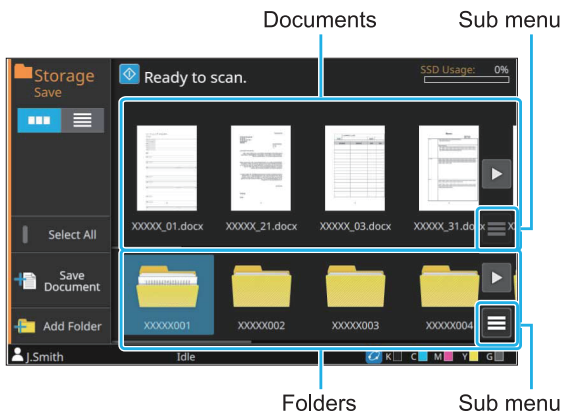 Documents Sub menu
Storage
Save
Ready to scan.
SSD Usage: 0%
XXXXX_01.docx XXXXX_21.docx XXXXX_03.docx XXXXX_31.docx
Select All
Save
Document
Add Folder
XXXXX001 XXXXX002 XXXXX003 XXXXX004
J.Smith Idle K C M Y G
Folders Sub menu